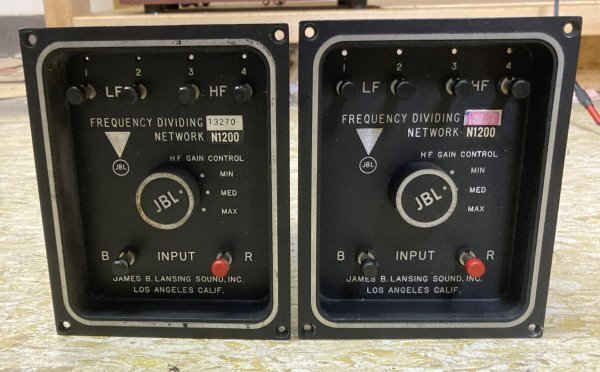 1 2 3 4
LF HF
FREQUENCY DIVIDING 13270
NETWORK N1200
JBL
HF GAIN CONTROL
MIN
MED
MAX
JBL
B INPUT R
JAMES B. LANSING SOUND, INC.
LOS ANGELES CALIF.
1 2 3 4
LF HF
FREQUENCY DIVIDING
NETWORK N1200
JBL
HF GAIN CONTROL
MIN
MED
MAX
JBL
B INPUT R
JAMES B. LANSING SOUND, INC.
LOS ANGELES CALIF.